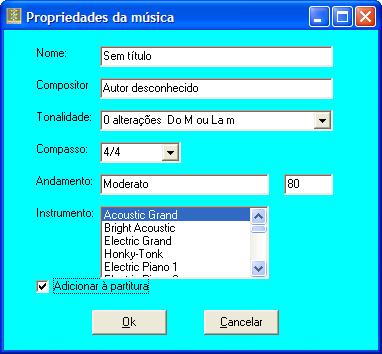 Propriedades da música
Nome: Sem título
Compositor Autor desconhecido
Tonalidade: 0 alterações Do M ou La m
Compasso: 4/4
Andamento: Moderato 80
Instrumento: Acoustic Grand
Bright Acoustic
Electric Grand
Honky-Tonk
Electric Piano 1
Adicionar à partitura
Ok Cancelar